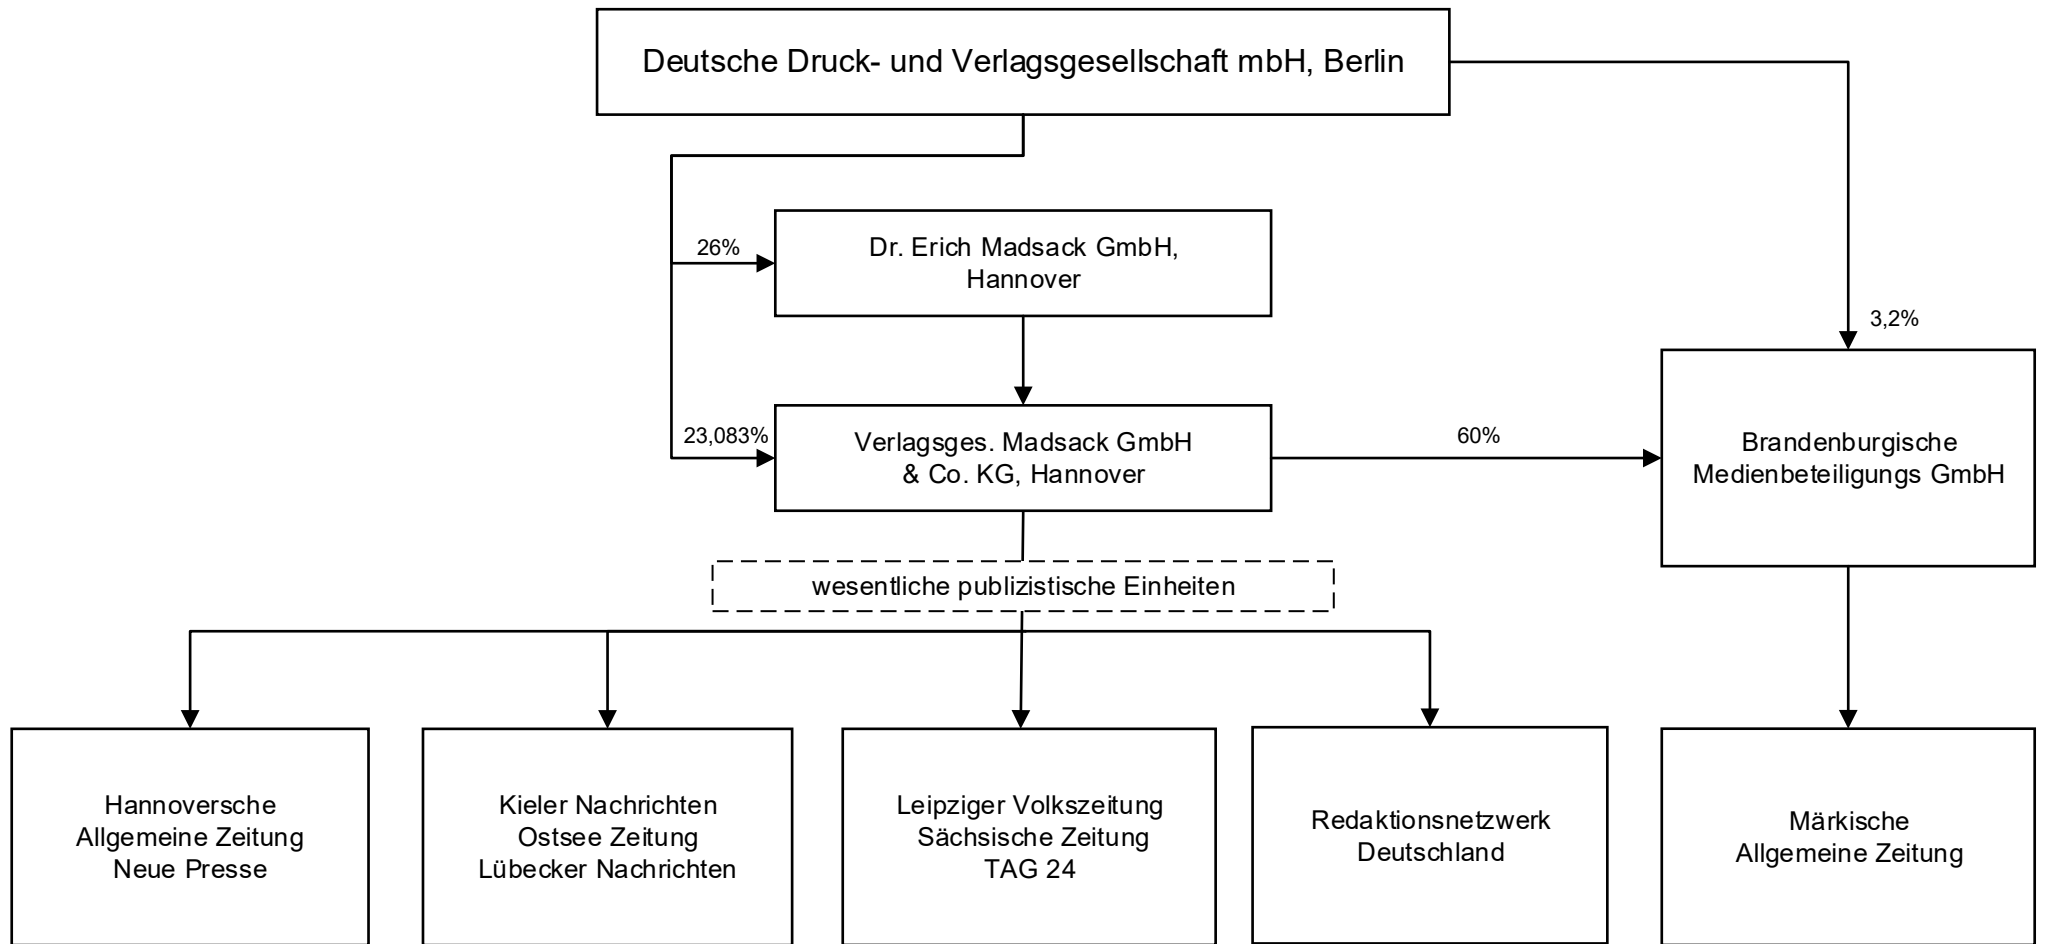 Deutsche Druck- und Verlagsgesellschaft mbH, Berlin
26%
Dr. Erich Madsack GmbH,
Hannover
3,2%
23,083%
Verlagsges. Madsack GmbH
& Co. KG, Hannover
60%
Brandenburgische
Medienbeteiligungs GmbH
wesentliche publizistische Einheiten
Hannoversche
Allgemeine Zeitung
Neue Presse
Kieler Nachrichten
Ostsee Zeitung
Lübecker Nachrichten
Leipziger Volkszeitung
Sächsische Zeitung
TAG 24
Redaktionsnetzwerk
Deutschland
Märkische
Allgemeine Zeitung